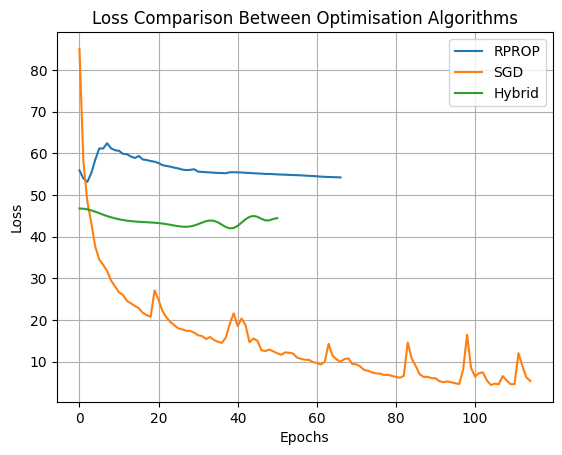 Loss Comparison Between Optimisation Algorithms
RPROP
SGD
Hybrid
Loss
80
70
60
50
40
30
20
10
0
20
40
60
80
100
Epochs